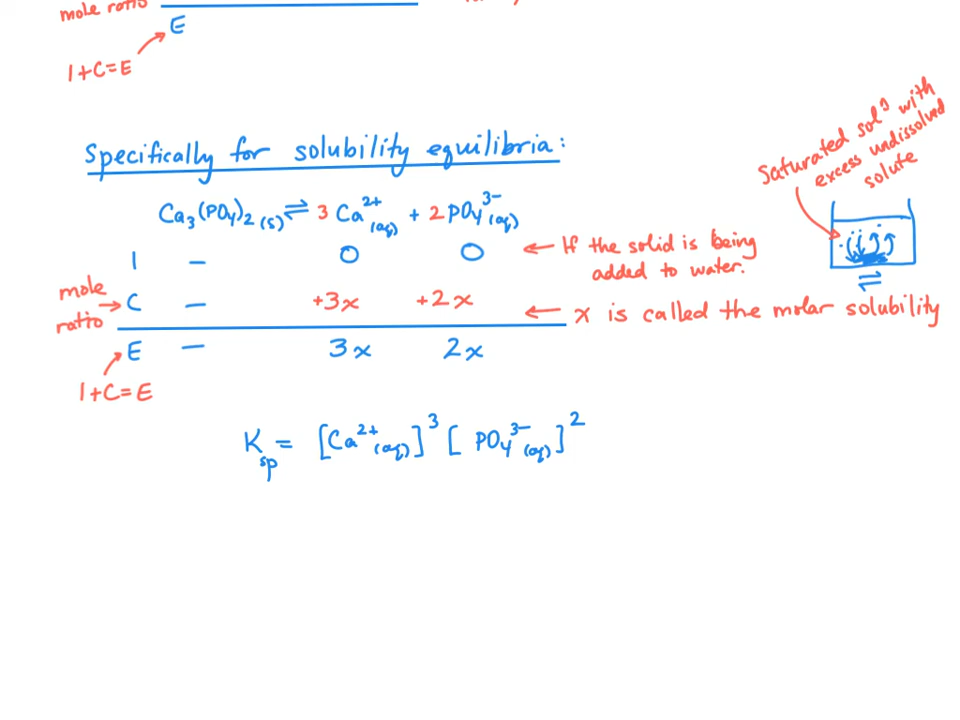 mole ratio
E
I+C=E
Specifically for solubility equilibria:
Saturated solⁿ with
excess undissolved
solute
Ca₃(PO₄)₂ (s) ⇌ 3 Ca²⁺(aq) + 2 PO₄³⁻(aq)
I – 0 0 ← If the solid is being
added to water.
⇌
mole
ratio → C – +3x +2x ← x is called the molar solubility
E – 3x 2x
I+C=E
Ksp = [Ca²⁺(aq)]³ [PO₄³⁻(aq)]²